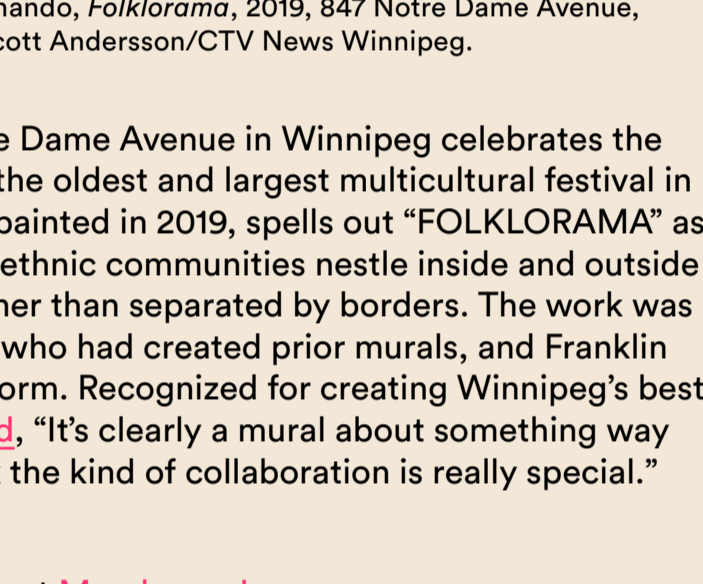 nando, Folklorama, 2019, 847 Notre Dame Avenue,
cott Andersson/CTV News Winnipeg.
e Dame Avenue in Winnipeg celebrates the
the oldest and largest multicultural festival in
painted in 2019, spells out “FOLKLORAMA” as
ethnic communities nestle inside and outside
her than separated by borders. The work was
who had created prior murals, and Franklin
orm. Recognized for creating Winnipeg’s best
d, “It’s clearly a mural about something way
the kind of collaboration is really special.”